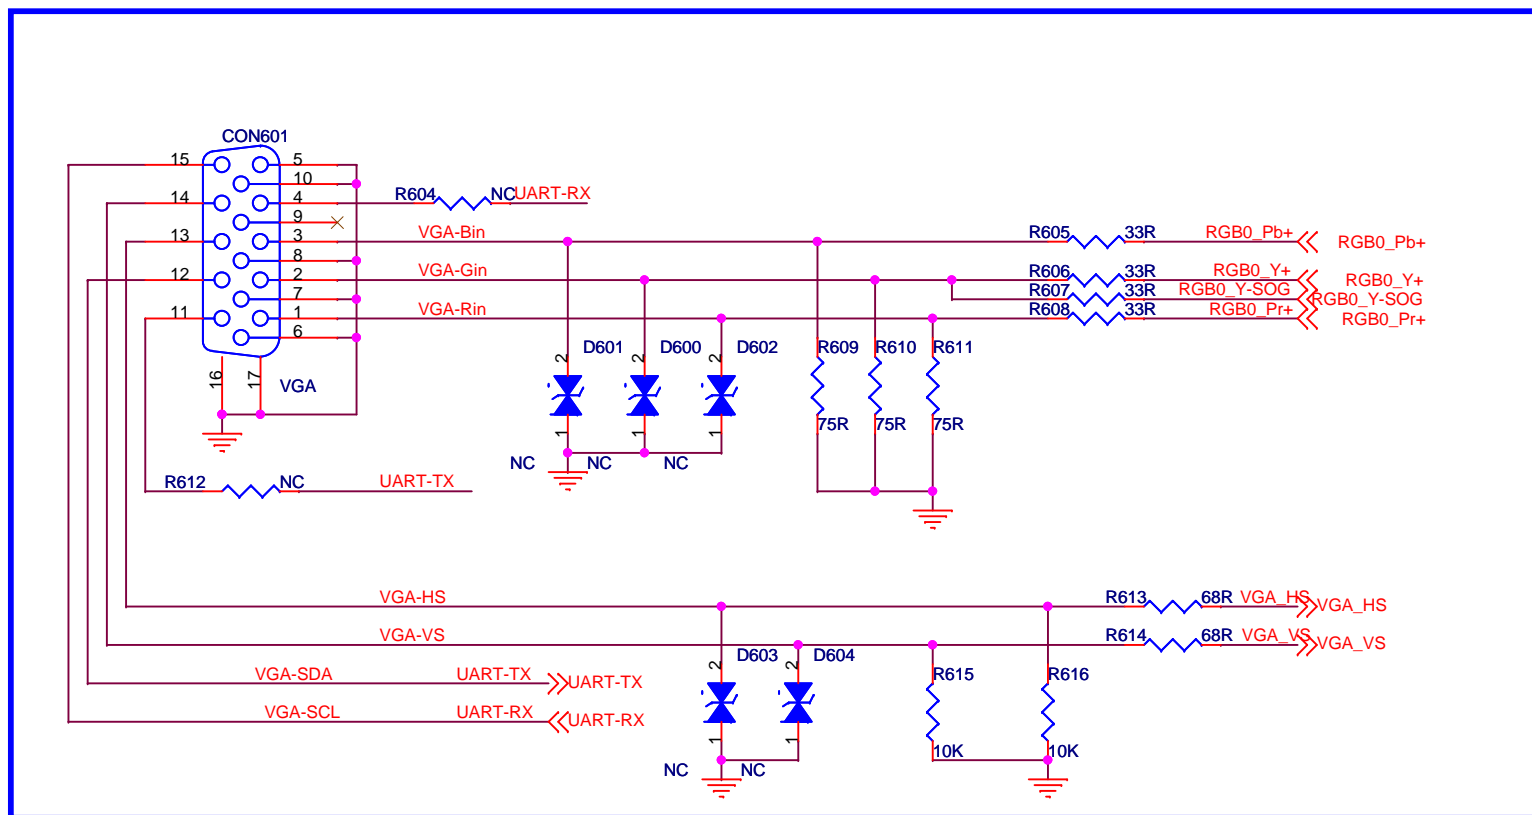 CON601
15 5
10
14 4 R604 NC UART-RX
9
13 3 VGA-Bin R605 33R RGB0_Pb+ RGB0_Pb+
8
12 2 VGA-Gin R606 33R RGB0_Y+ RGB0_Y+
7 R607 33R RGB0_Y-SOG RGB0_Y-SOG
11 1 VGA-Rin R608 33R RGB0_Pr+ RGB0_Pr+
6
2 D601 2 D600 2 D602 R609 R610 R611
16 17 VGA
1 1 1 75R 75R 75R
NC NC NC
R612 NC UART-TX
VGA-HS R613 68R VGA_HS VGA_HS
VGA-VS R614 68R VGA_VS VGA_VS
2 D603 2 D604
VGA-SDA UART-TX UART-TX R615 R616
VGA-SCL UART-RX UART-RX
1 1 10K 10K
NC NC